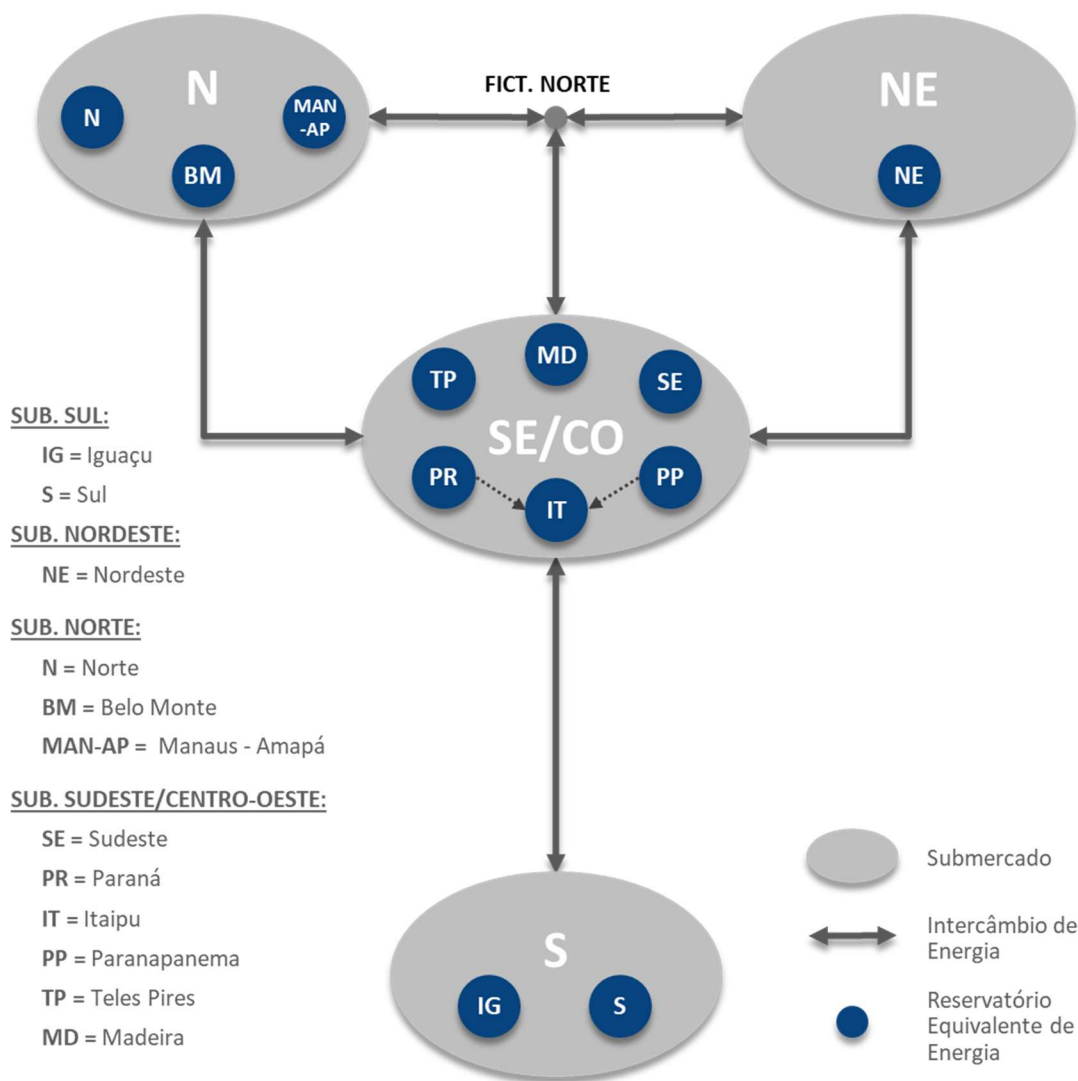 FICT. NORTE
N
N
MAN
-AP
BM
NE
NE
TP
MD
SE
SE/CO
PR
IT
PP
SUB. SUL:
IG = Iguaçu
S = Sul
SUB. NORDESTE:
NE = Nordeste
SUB. NORTE:
N = Norte
BM = Belo Monte
MAN-AP = Manaus - Amapá
SUB. SUDESTE/CENTRO-OESTE:
SE = Sudeste
PR = Paraná
IT = Itaipu
PP = Paranapanema
TP = Teles Pires
MD = Madeira
S
IG
S
Submercado
Intercâmbio de
Energia
Reservatório
Equivalente de
Energia